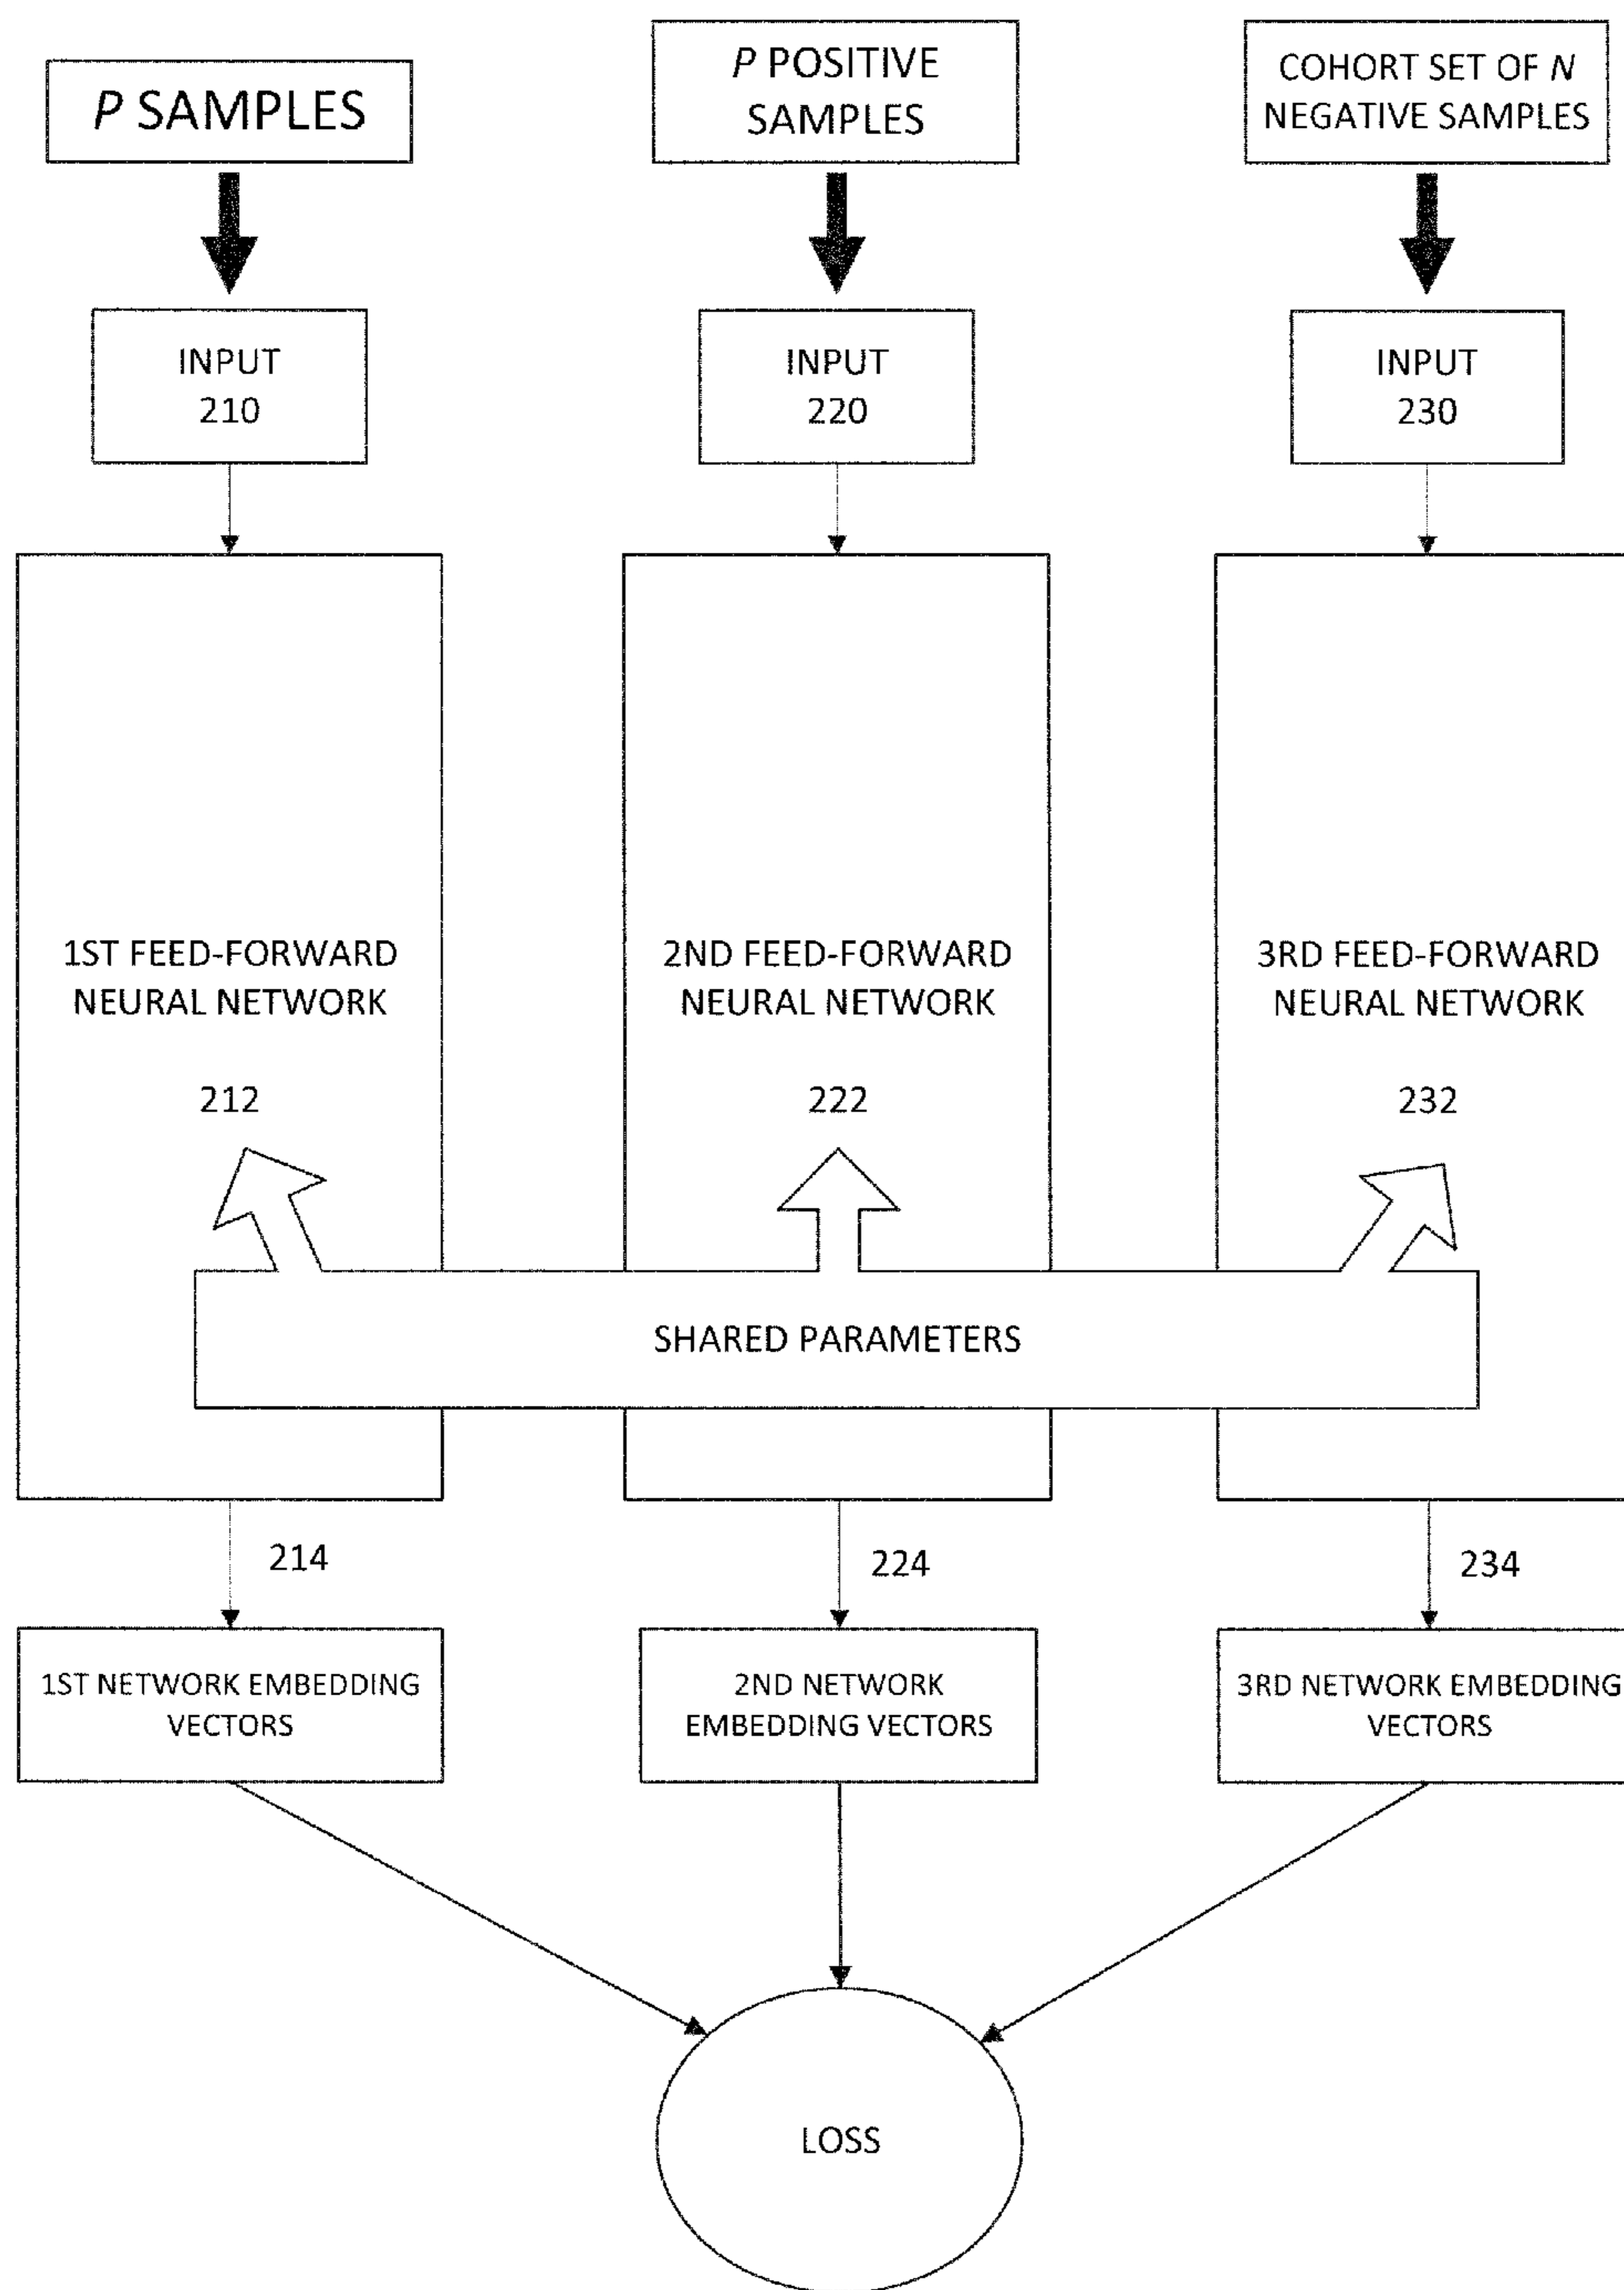 P SAMPLES
P POSITIVE
SAMPLES
COHORT SET OF N
NEGATIVE SAMPLES
INPUT
210
INPUT
220
INPUT
230
1ST FEED-FORWARD
NEURAL NETWORK
212
2ND FEED-FORWARD
NEURAL NETWORK
222
3RD FEED-FORWARD
NEURAL NETWORK
232
SHARED PARAMETERS
214
224
234
1ST NETWORK EMBEDDING
VECTORS
2ND NETWORK
EMBEDDING VECTORS
3RD NETWORK EMBEDDING
VECTORS
LOSS